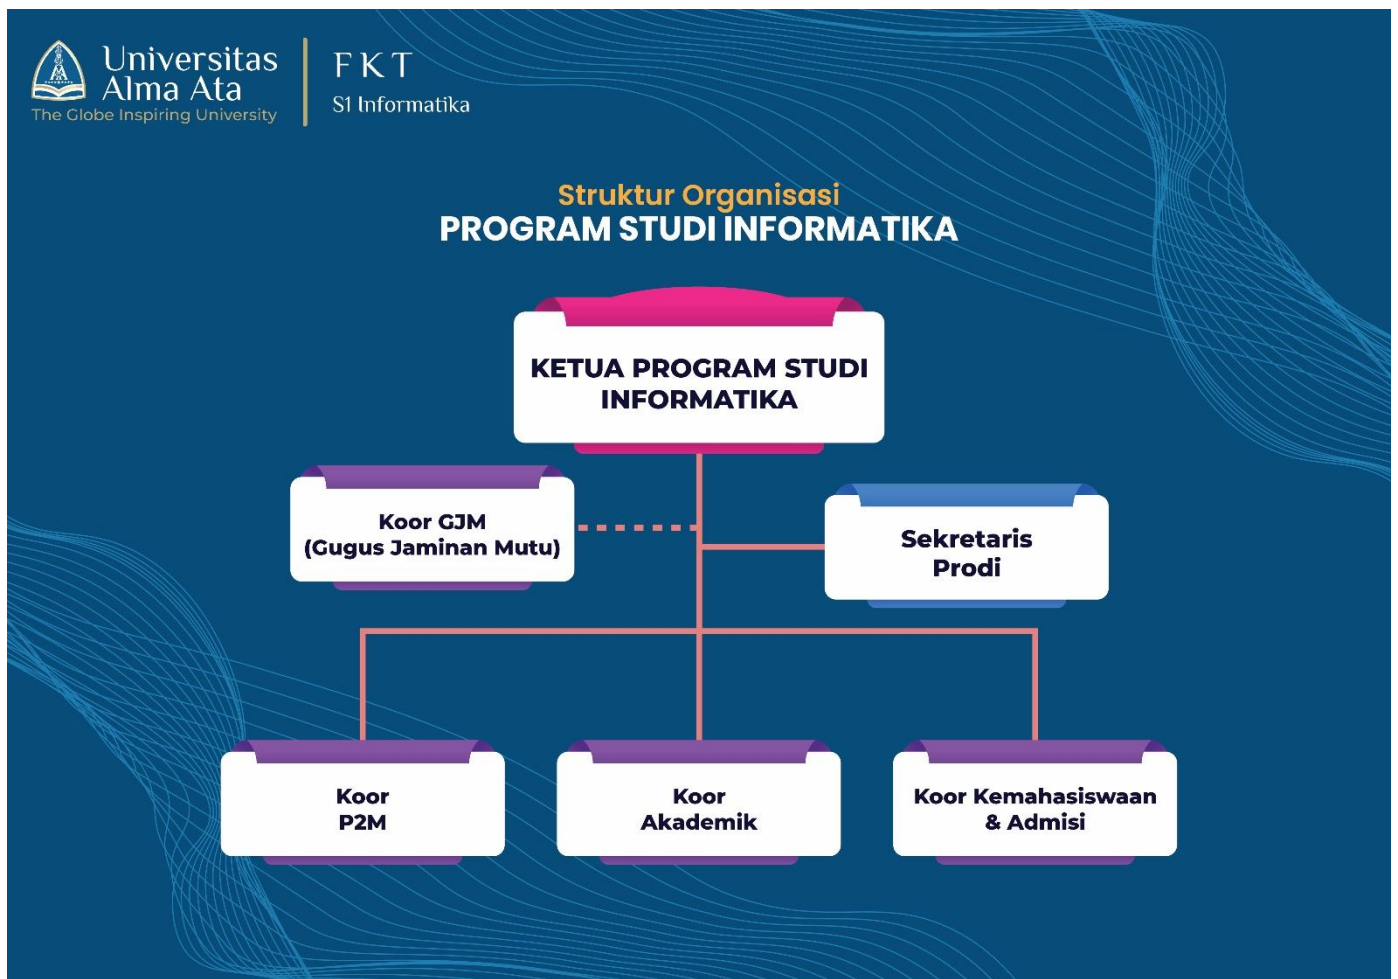 Universitas
Alma Ata
The Globe Inspiring University
FKT
S1 Informatika
Struktur Organisasi
PROGRAM STUDI INFORMATIKA
KETUA PROGRAM STUDI
INFORMATIKA
Koor GJM
(Gugus Jaminan Mutu)
Sekretaris
Prodi
Koor
P2M
Koor
Akademik
Koor Kemahasiswaan
& Admisi